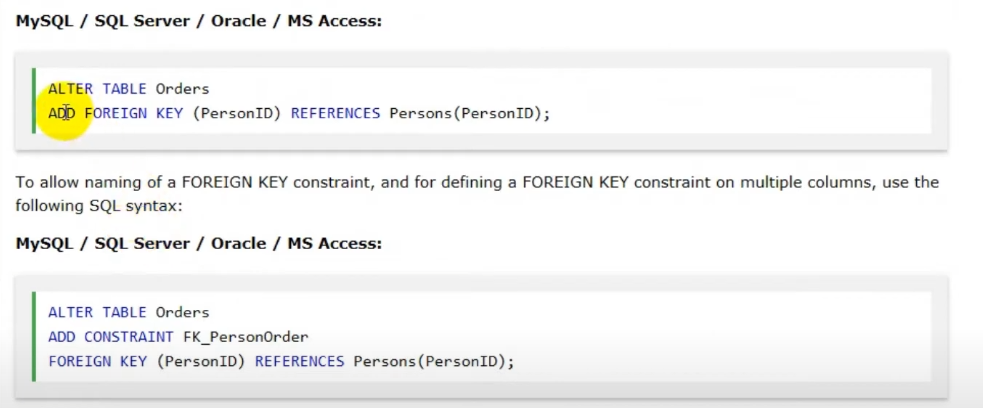 MySQL / SQL Server / Oracle / MS Access:
ALTER TABLE Orders
ADD FOREIGN KEY (PersonID) REFERENCES Persons(PersonID);
To allow naming of a FOREIGN KEY constraint, and for defining a FOREIGN KEY constraint on multiple columns, use the
following SQL syntax:
MySQL / SQL Server / Oracle / MS Access:
ALTER TABLE Orders
ADD CONSTRAINT FK_PersonOrder
FOREIGN KEY (PersonID) REFERENCES Persons(PersonID);